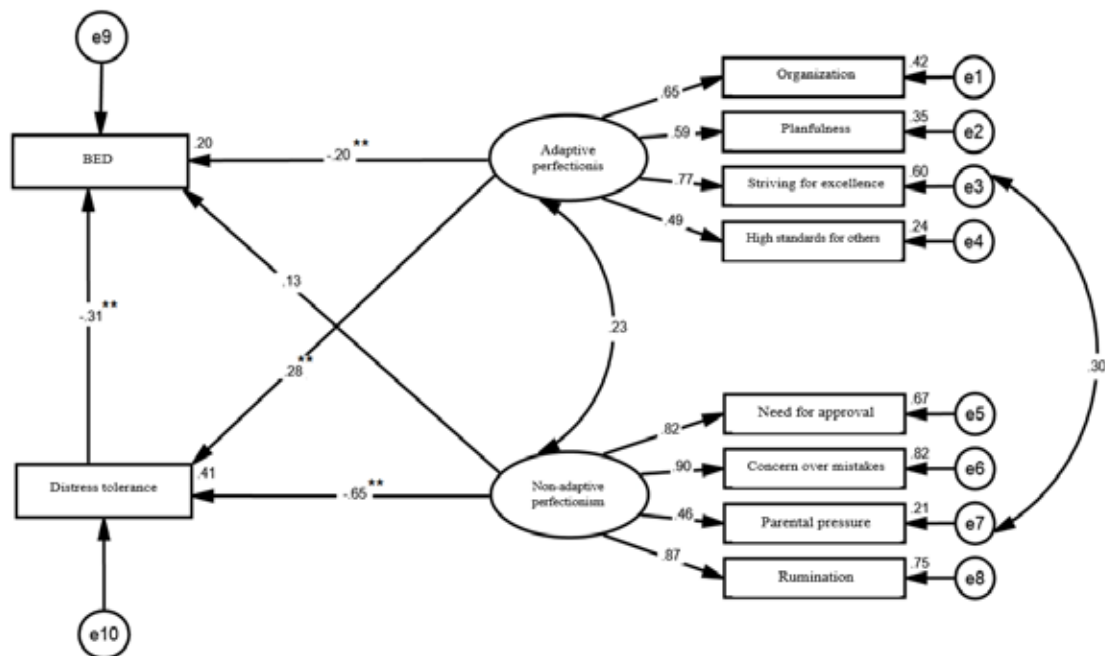 e9
.20
BED
-.20**
-.31**
.13
.28**
.41
Distress tolerance
-.65**
e10
Adaptive
perfectionis
.23
Non-adaptive
perfectionism
.65
.59
.77
.49
Organization
.42
e1
Planfulness
.35
e2
Striving for excellence
.60
e3
High standards for others
.24
e4
.30
.82
.90
.46
.87
Need for approval
.67
e5
Concern over mistakes
.82
e6
Parental pressure
.21
e7
Rumination
.75
e8